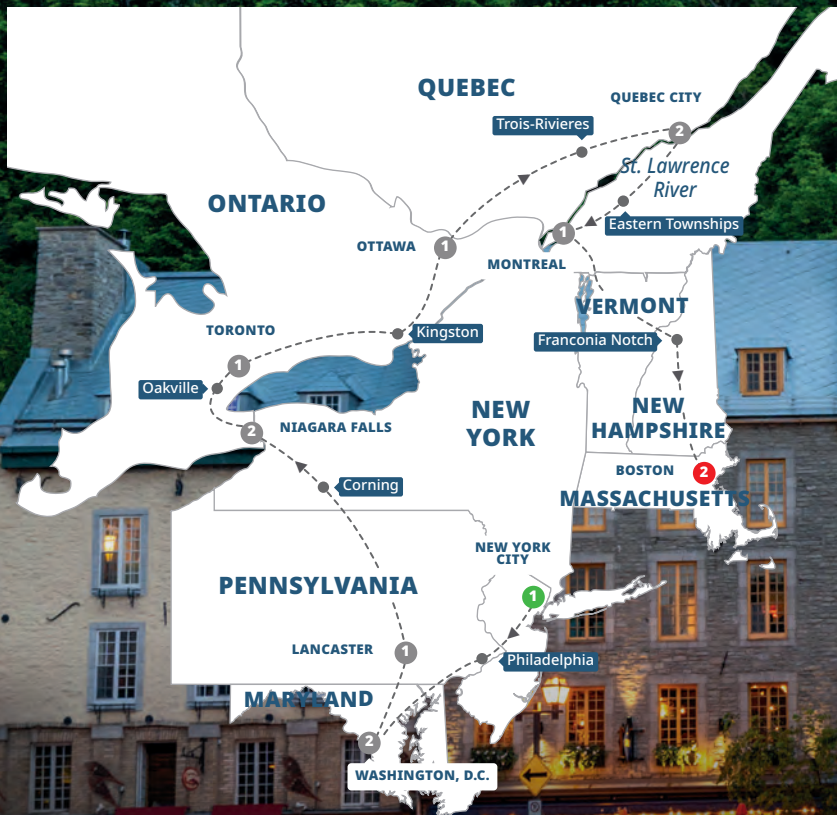 QUEBEC
QUEBEC CITY
Trois-Rivieres
2
St. Lawrence
River
ONTARIO
Eastern Townships
1
OTTAWA
1
MONTREAL
VERMONT
TORONTO
Kingston
Franconia Notch
1
Oakville
NEW
YORK
NEW
HAMPSHIRE
2
NIAGARA FALLS
BOSTON
2
Corning
MASSACHUSETTS
NEW YORK
CITY
PENNSYLVANIA
1
LANCASTER
1
Philadelphia
MARYLAND
2
WASHINGTON, D.C.